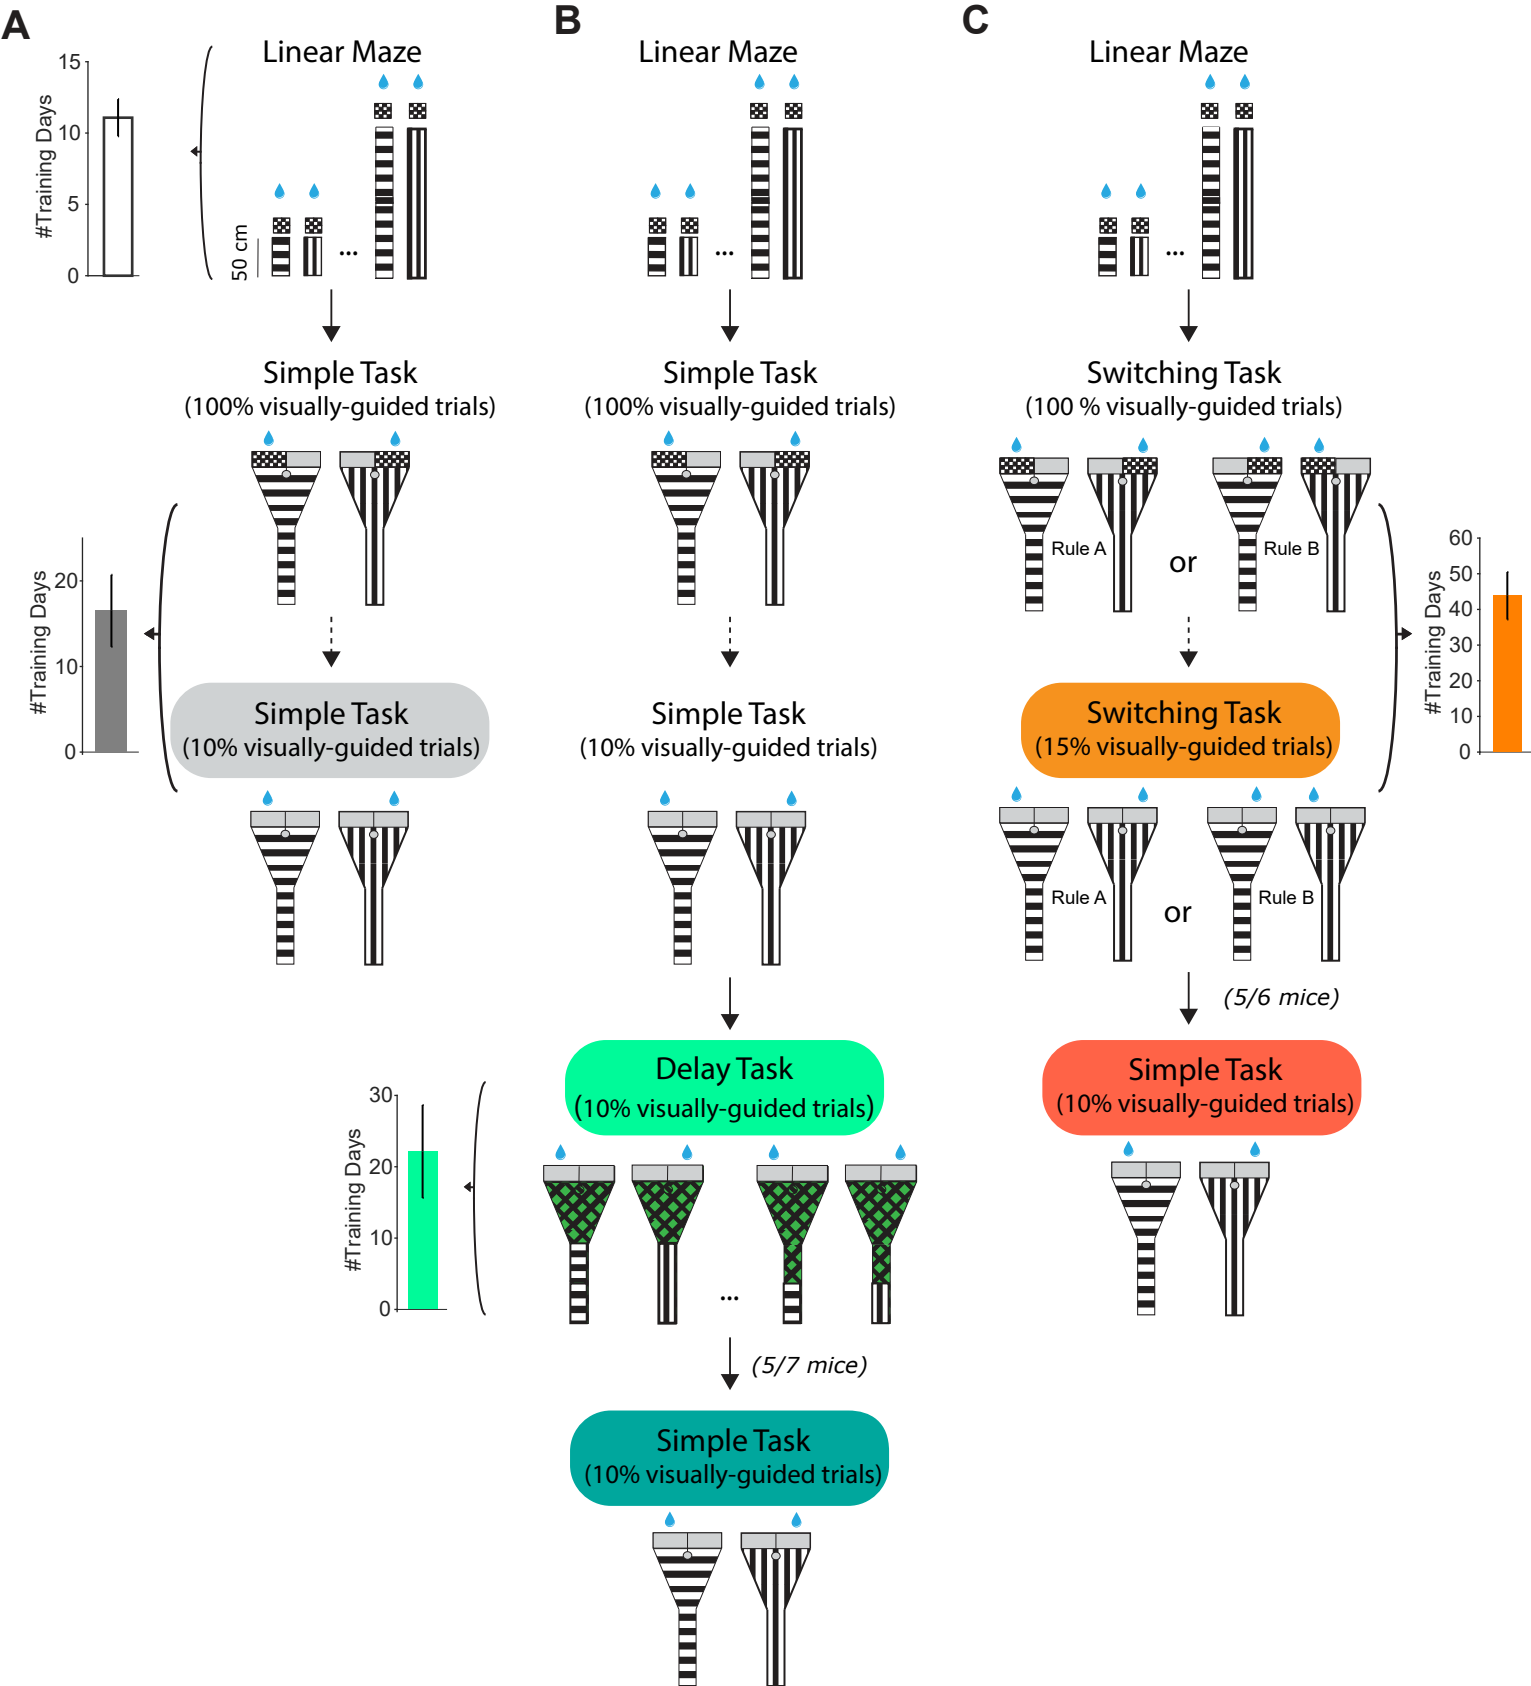 A
Linear Maze
15
10
5
0
#Training Days
50 cm
...
Simple Task
(100% visually-guided trials)
20
10
0
#Training Days
Simple Task
(10% visually-guided trials)
B
Linear Maze
...
Simple Task
(100% visually-guided trials)
Simple Task
(10% visually-guided trials)
Delay Task
(10% visually-guided trials)
30
20
10
0
#Training Days
...
(5/7 mice)
Simple Task
(10% visually-guided trials)
C
Linear Maze
...
Switching Task
(100 % visually-guided trials)
Rule A
or
Rule B
60
50
40
30
20
10
0
#Training Days
Switching Task
(15% visually-guided trials)
Rule A
or
Rule B
(5/6 mice)
Simple Task
(10% visually-guided trials)